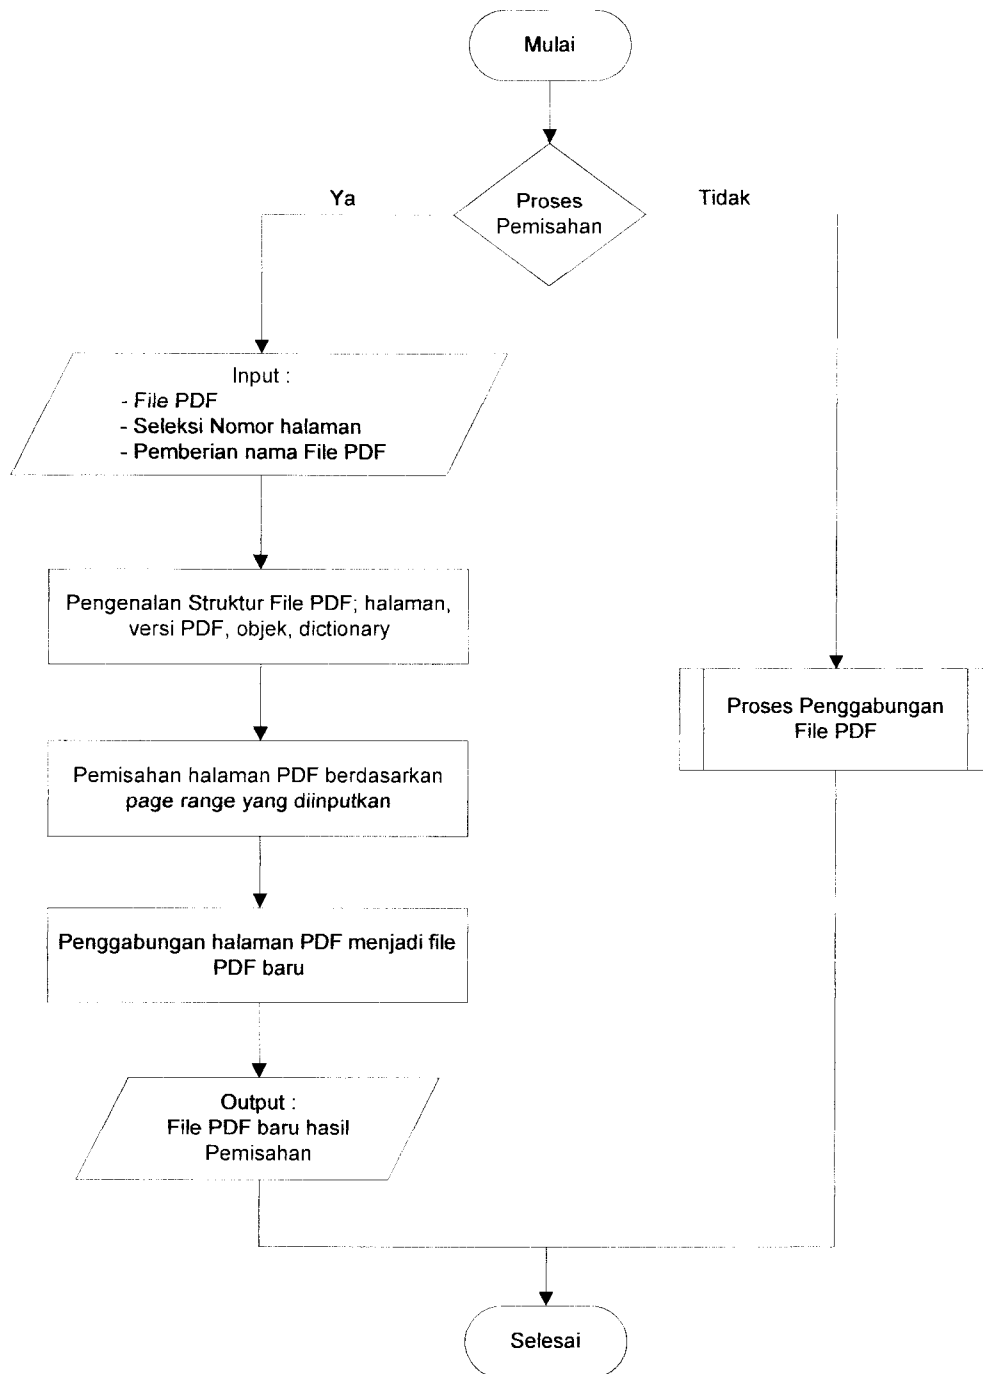 Mulai
Proses
Pemisahan
Ya
Tidak
Input :
- File PDF
- Seleksi Nomor halaman
- Pemberian nama File PDF
Pengenalan Struktur File PDF; halaman,
versi PDF, objek, dictionary
Proses Penggabungan
File PDF
Pemisahan halaman PDF berdasarkan
page range yang diinputkan
Penggabungan halaman PDF menjadi file
PDF baru
Output :
File PDF baru hasil
Pemisahan
Selesai